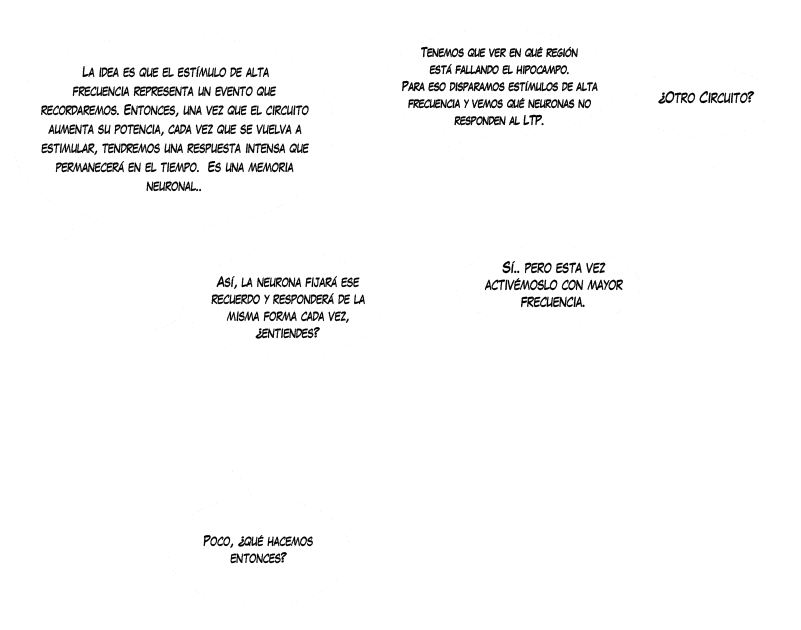 La idea es que el estímulo de alta
frecuencia representa un evento que
recordaremos. Entonces, una vez que el circuito
aumenta su potencia, cada vez que se vuelva a
estimular, tendremos una respuesta intensa que
permanecerá en el tiempo. Es una memoria
neuronal..
Así, la neurona fijará ese
recuerdo y responderá de la
misma forma cada vez,
¿entiendes?
Poco, ¿qué hacemos
entonces?
Tenemos que ver en qué región
está fallando el hipocampo.
Para eso disparamos estímulos de alta
frecuencia y vemos qué neuronas no
responden al LTP.
¿Otro Circuito?
Sí.. pero esta vez
activémoslo con mayor
frecuencia.